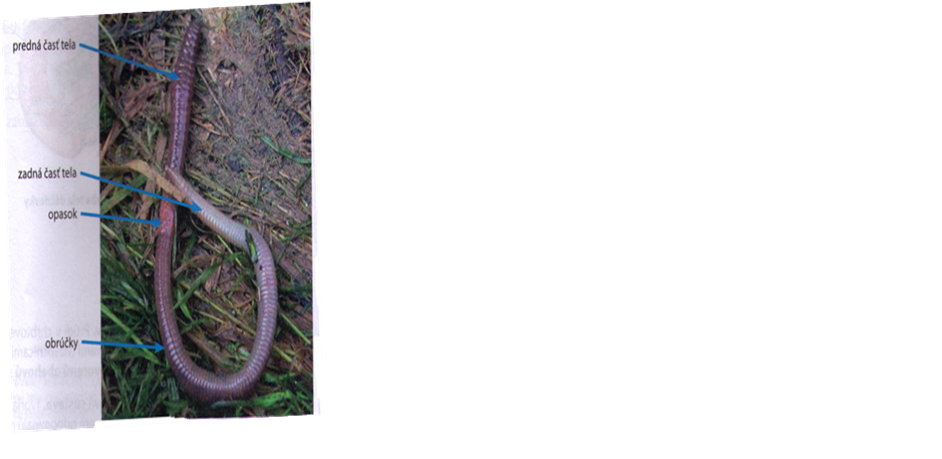 predná časť tela
zadná časť tela
opasok
obrúčky